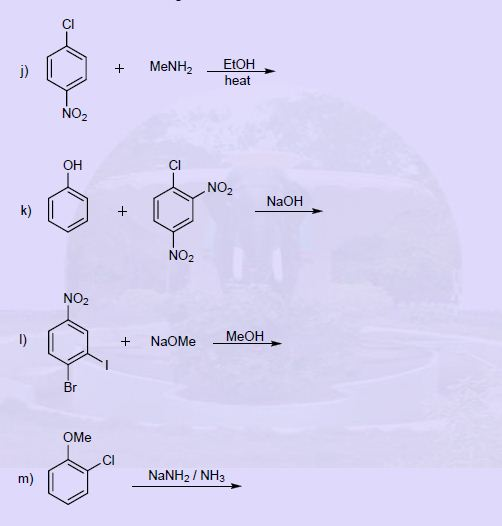 Cl
j) + MeNH₂ EtOH
heat
NO₂
OH Cl
NO₂
k) + NaOH
NO₂
NO₂
l) + NaOMe MeOH
I
Br
OMe
Cl
m) NaNH₂ / NH₃